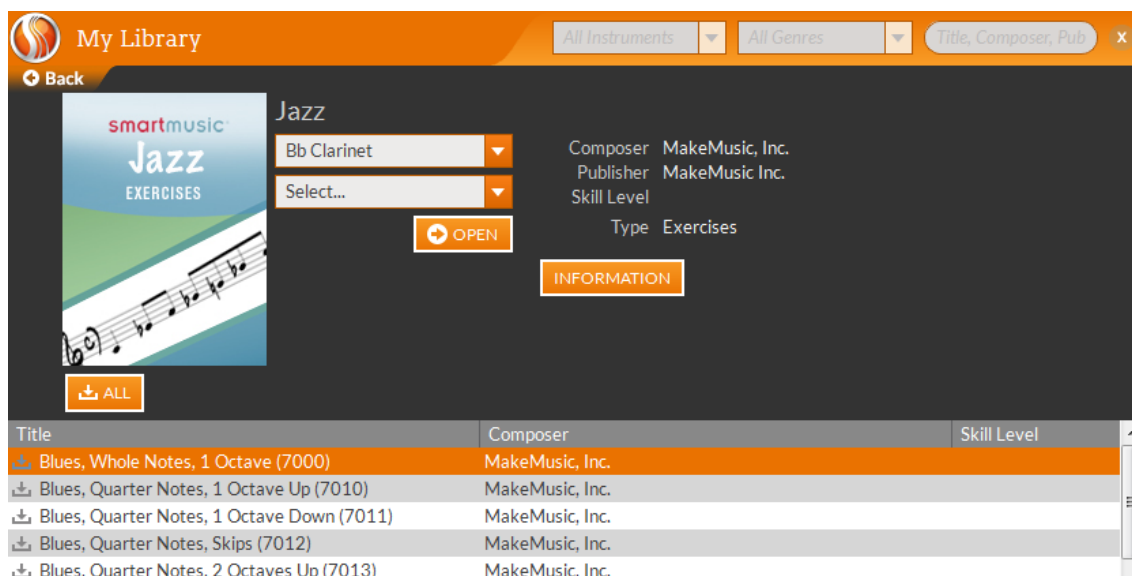 My Library
All Instruments
All Genres
Title, Composer, Pub
x
Back
smartmusic
Jazz
EXERCISES
Jazz
Bb Clarinet
Select...
OPEN
Composer MakeMusic, Inc.
Publisher MakeMusic Inc.
Skill Level
Type Exercises
INFORMATION
ALL
Title Composer Skill Level
Blues, Whole Notes, 1 Octave (7000) MakeMusic, Inc.
Blues, Quarter Notes, 1 Octave Up (7010) MakeMusic, Inc.
Blues, Quarter Notes, 1 Octave Down (7011) MakeMusic, Inc.
Blues, Quarter Notes, Skips (7012) MakeMusic, Inc.
Blues, Quarter Notes, 2 Octaves Up (7013) MakeMusic, Inc.